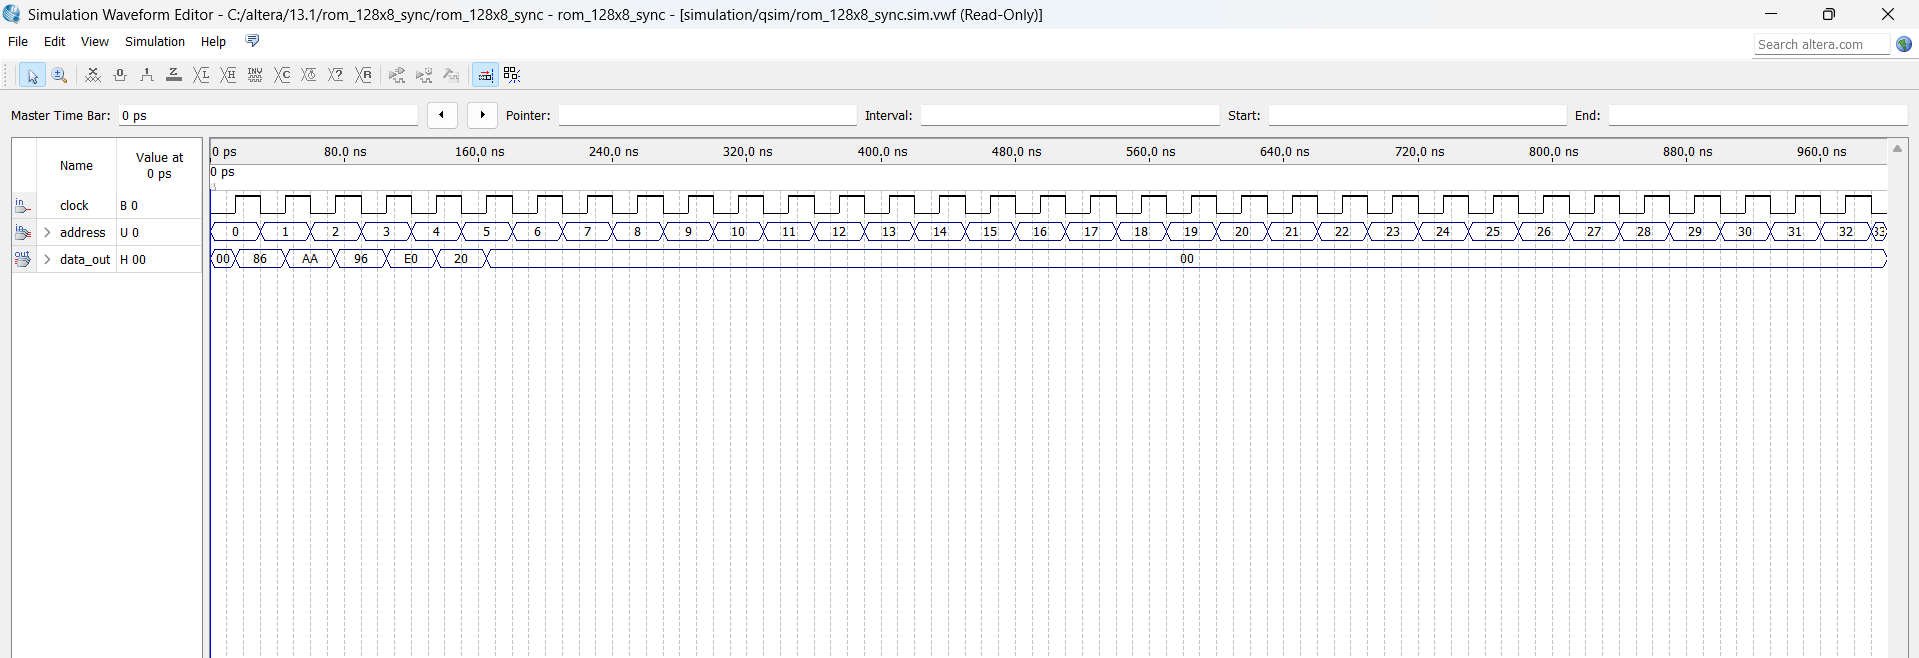 Simulation Waveform Editor - C:/altera/13.1/rom_128x8_sync/rom_128x8_sync - rom_128x8_sync - [simulation/qsim/rom_128x8_sync.sim.vwf (Read-Only)]
File Edit View Simulation Help
Search altera.com
0 1 Z L H INV C ? R
Master Time Bar: 0 ps Pointer: Interval: Start: End:
Name Value at 0 ps
0 ps 80.0 ns 160.0 ns 240.0 ns 320.0 ns 400.0 ns 480.0 ns 560.0 ns 640.0 ns 720.0 ns 800.0 ns 880.0 ns 960.0 ns
0 ps
in clock B 0
in address U 0 0 1 2 3 4 5 6 7 8 9 10 11 12 13 14 15 16 17 18 19 20 21 22 23 24 25 26 27 28 29 30 31 32 33
out data_out H 00 00 86 AA 96 E0 20 00